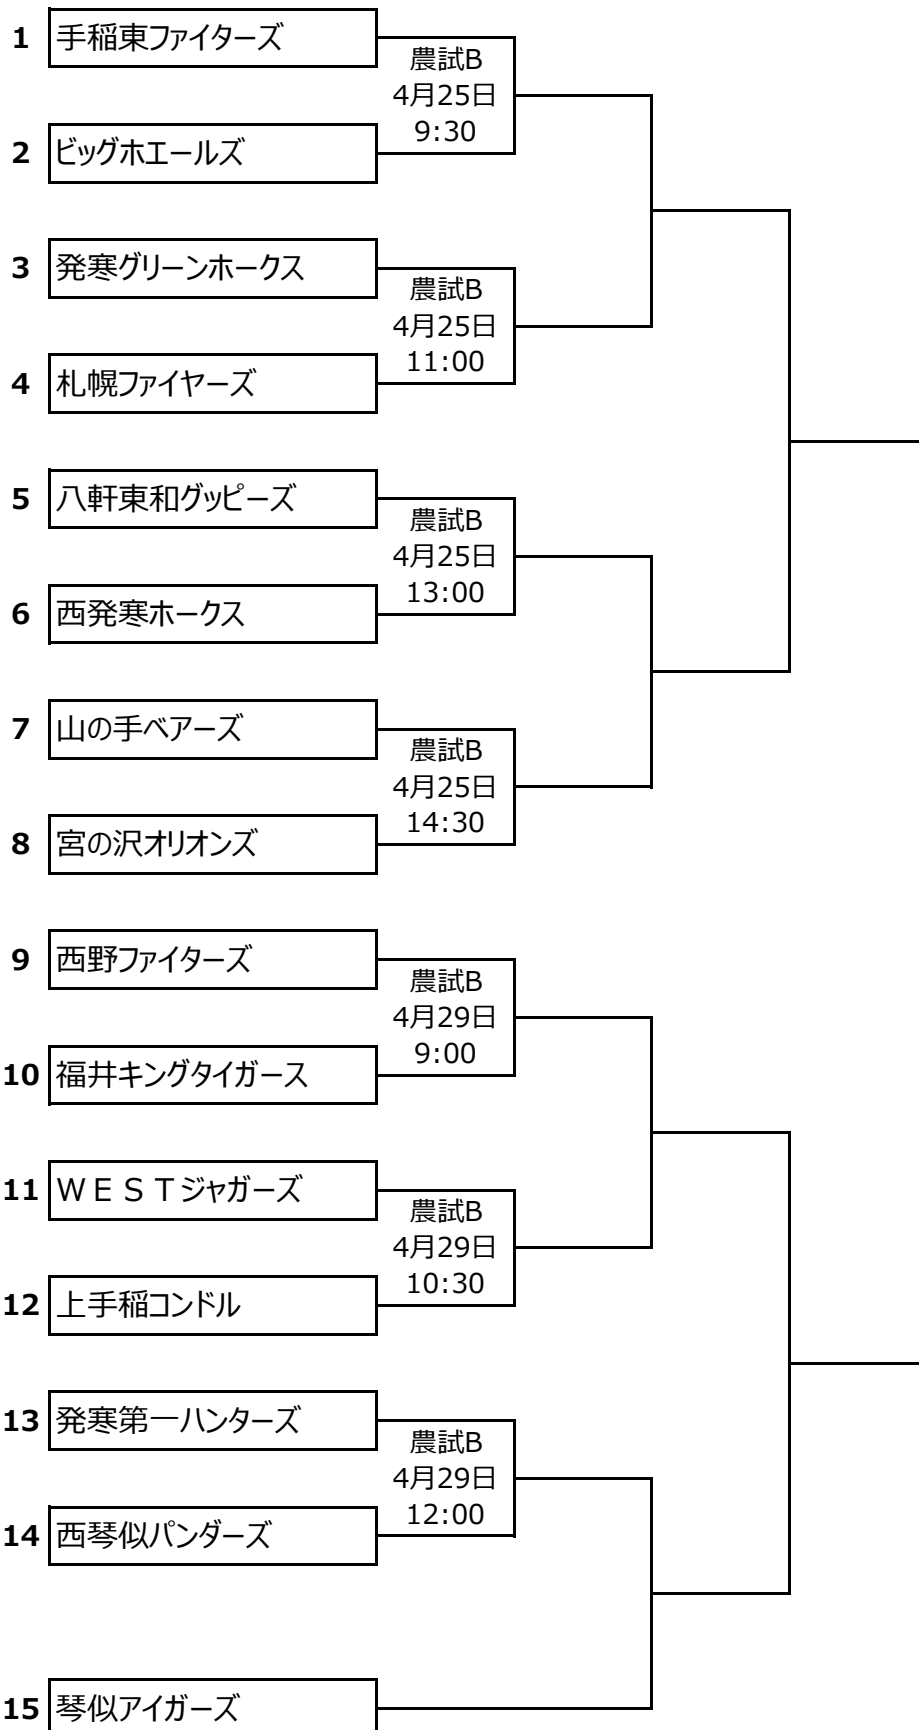 1 手稲東ファイターズ
農試B
4月25日
9:30
2 ビッグホエールズ
3 発寒グリーンホークス
農試B
4月25日
11:00
4 札幌ファイヤーズ
5 八軒東和グッピーズ
農試B
4月25日
13:00
6 西発寒ホークス
7 山の手ベアーズ
農試B
4月25日
14:30
8 宮の沢オリオンズ
9 西野ファイターズ
農試B
4月29日
9:00
10 福井キングタイガース
11 ＷＥＳＴジャガーズ
農試B
4月29日
10:30
12 上手稲コンドル
13 発寒第一ハンターズ
農試B
4月29日
12:00
14 西琴似パンダーズ
15 琴似アイガーズ